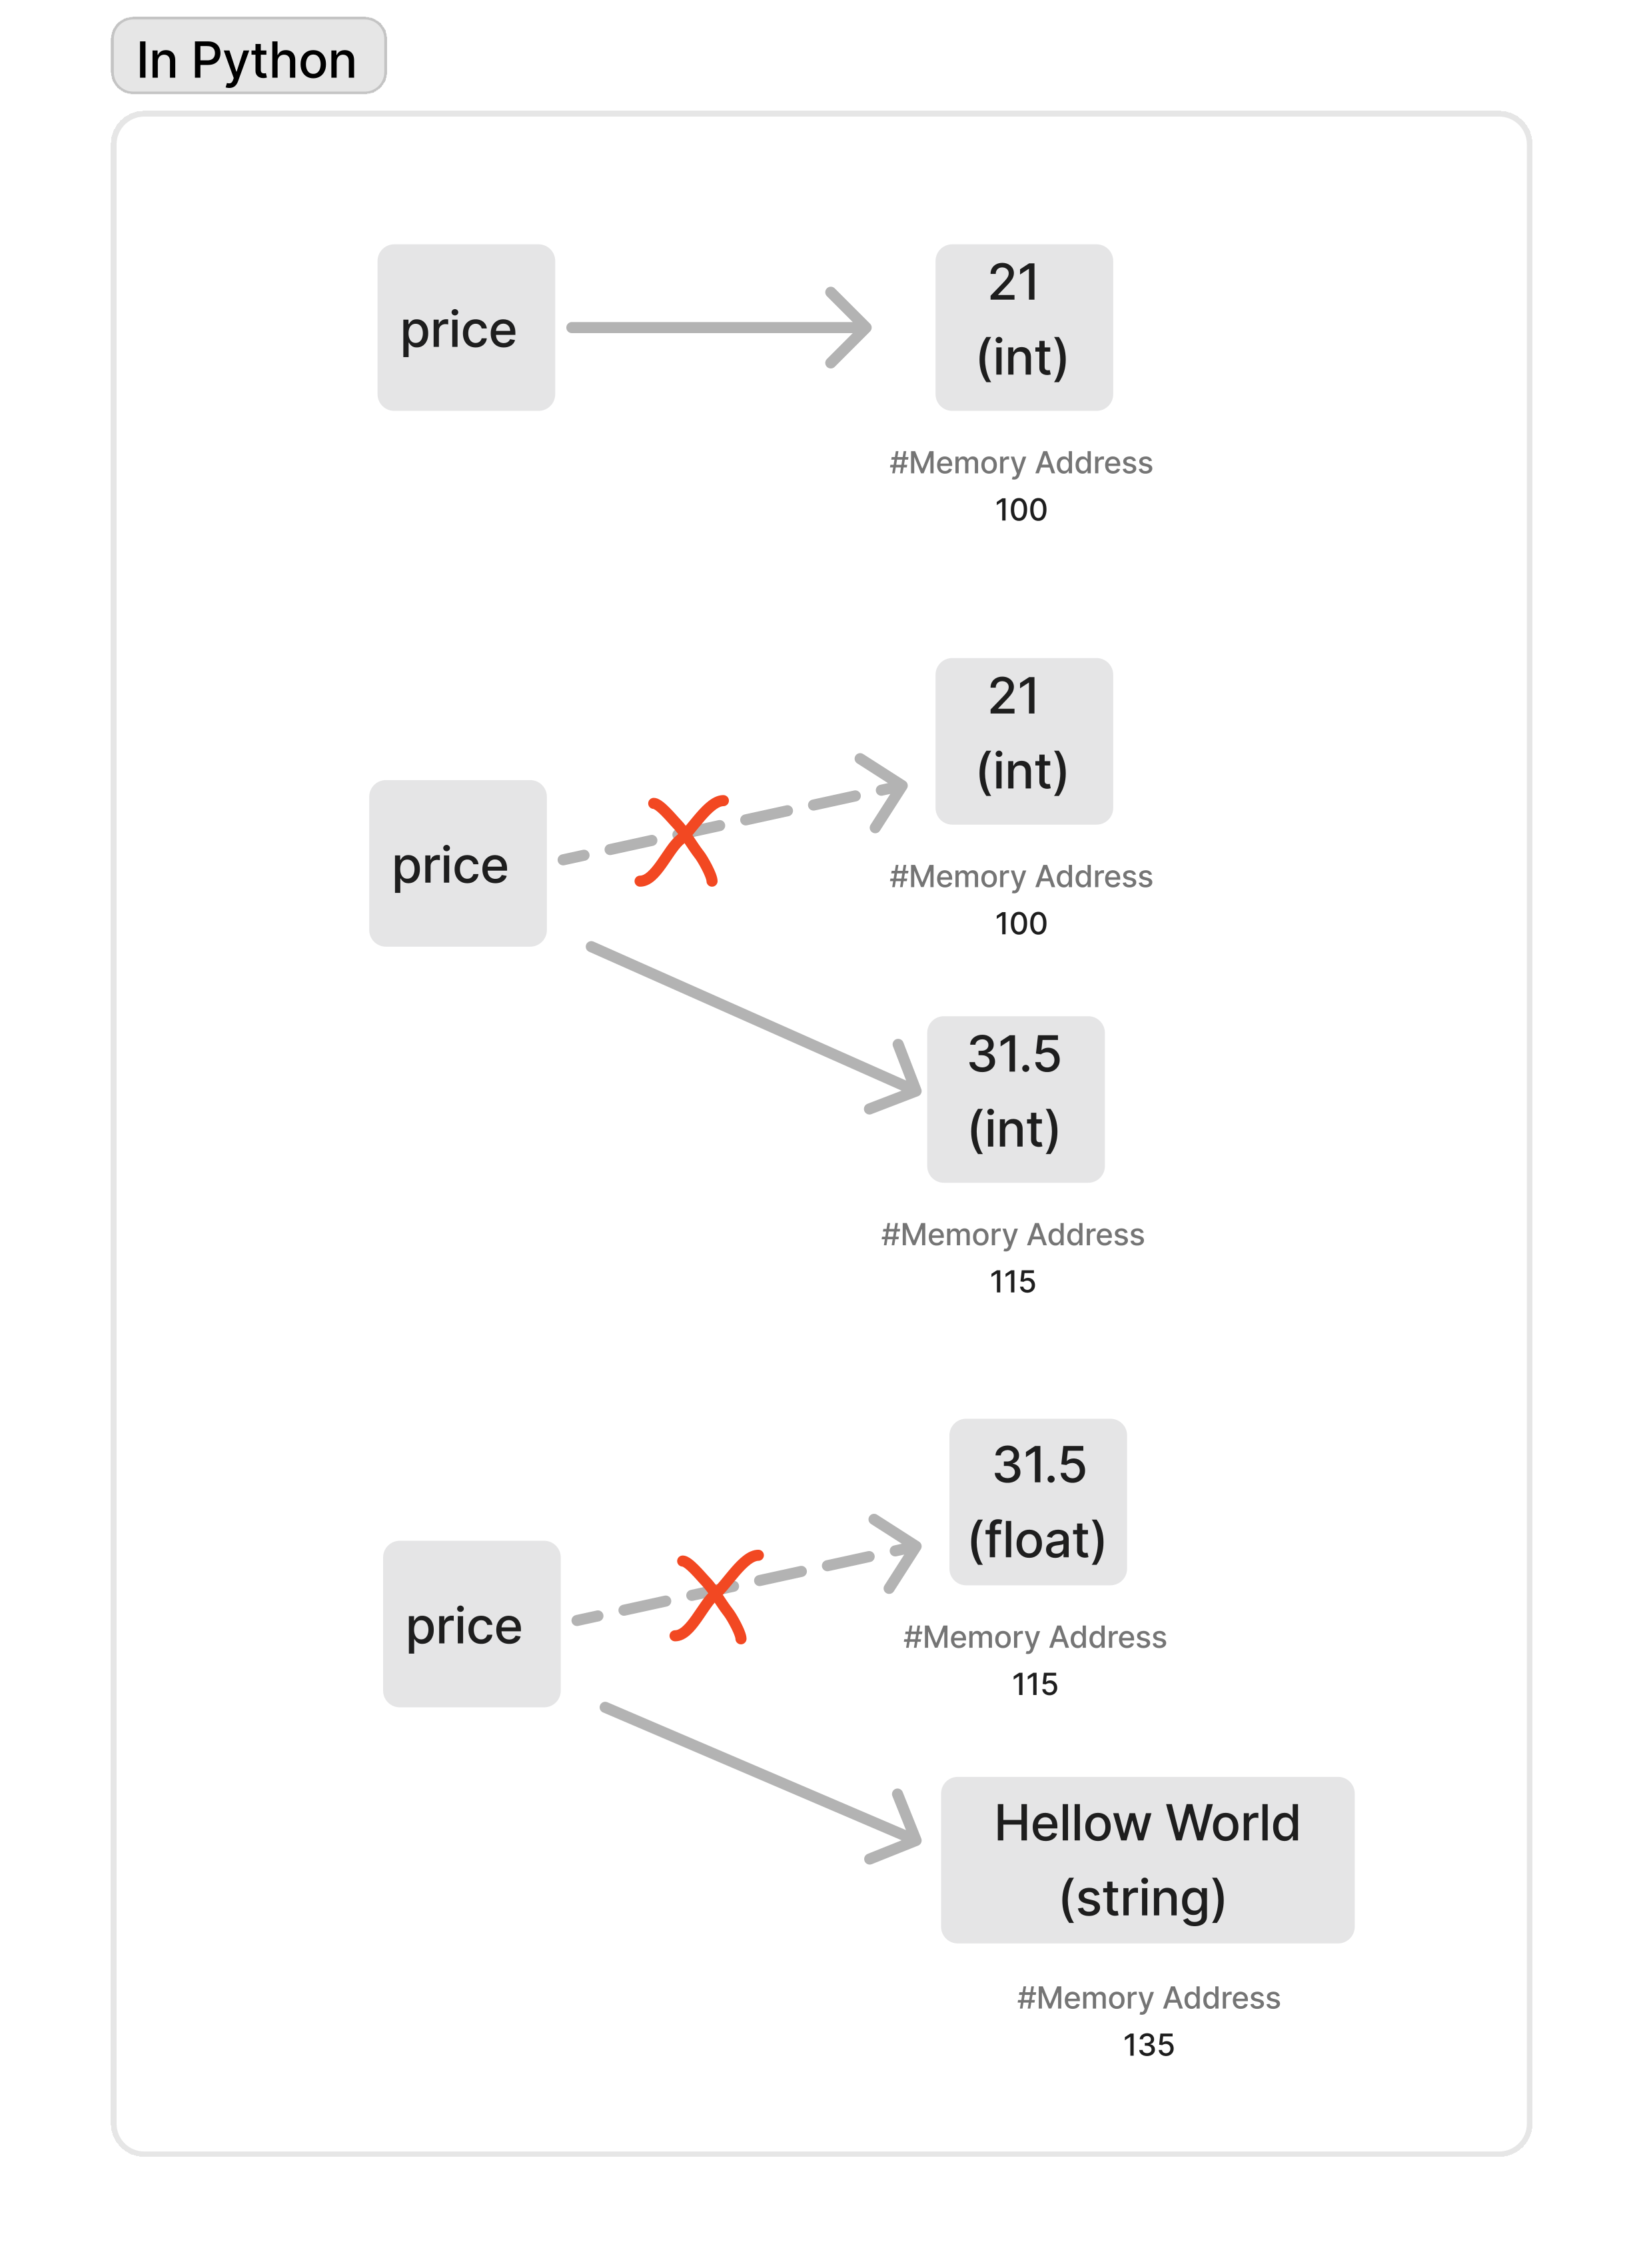 In Python
price
21
(int)
#Memory Address
100
price
21
(int)
#Memory Address
100
31.5
(int)
#Memory Address
115
price
31.5
(float)
#Memory Address
115
Hellow World
(string)
#Memory Address
135